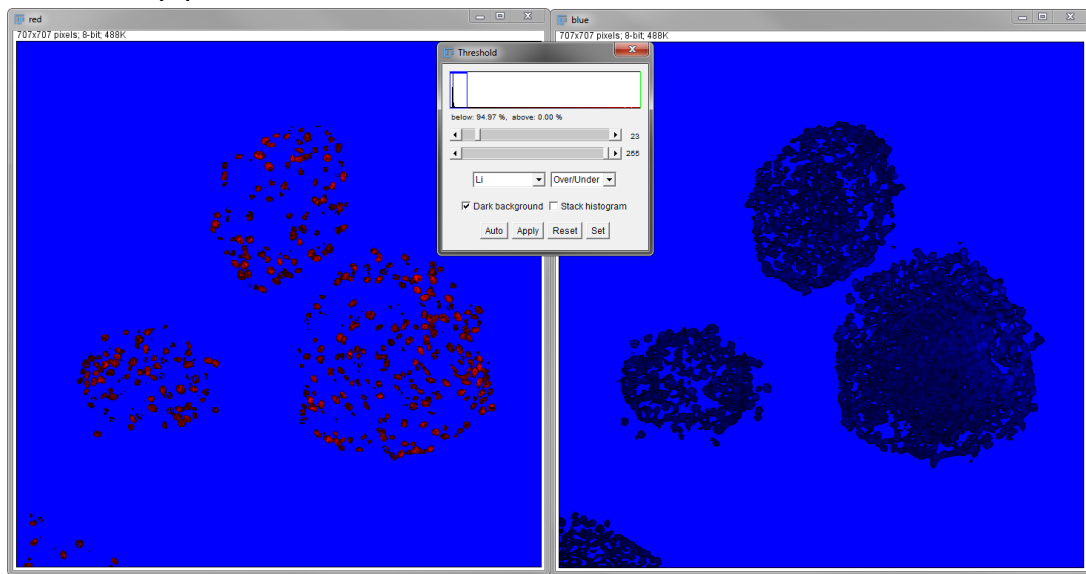 red
707x707 pixels; 8-bit; 488K
blue
707x707 pixels; 8-bit; 488K
Threshold
below: 94.97 %, above: 0.00 %
23
255
Li
Over/Under
Dark background
Stack histogram
Auto
Apply
Reset
Set